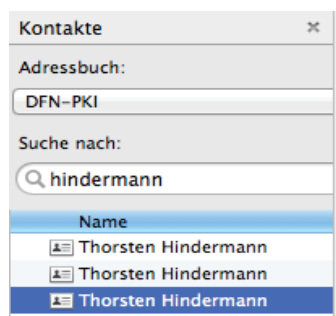 Kontakte
Adressbuch:
DFN-PKI
Suche nach:
hindermann
Name
Thorsten Hindermann
Thorsten Hindermann
Thorsten Hindermann